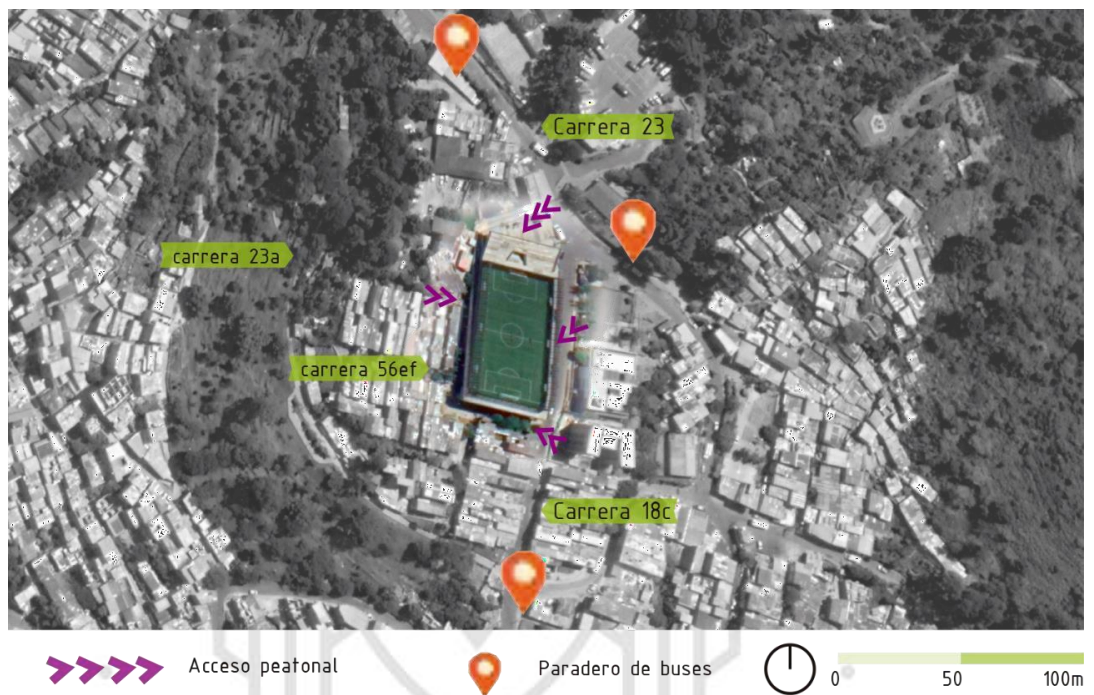 Carrera 23
carrera 23a
carrera 56ef
Carrera 18c
Acceso peatonal
Paradero de buses
0 50 100m